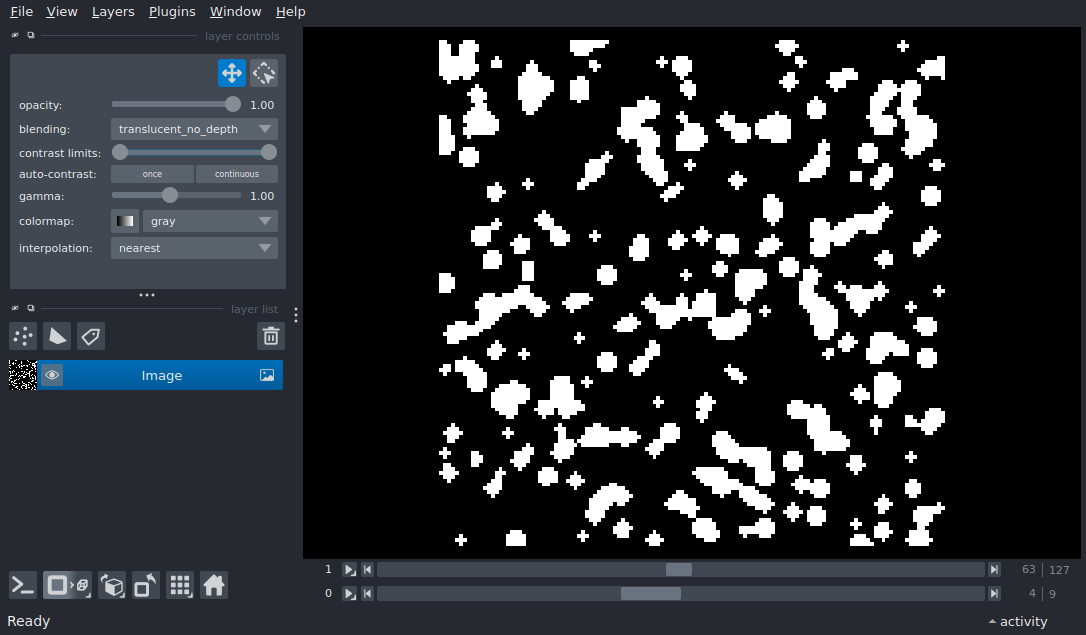 File View Layers Plugins Window Help
layer controls
opacity: 1.00
blending: translucent_no_depth
contrast limits:
auto-contrast: once continuous
gamma: 1.00
colormap: gray
interpolation: nearest
layer list
Image
1 63 127
0 4 9
Ready activity